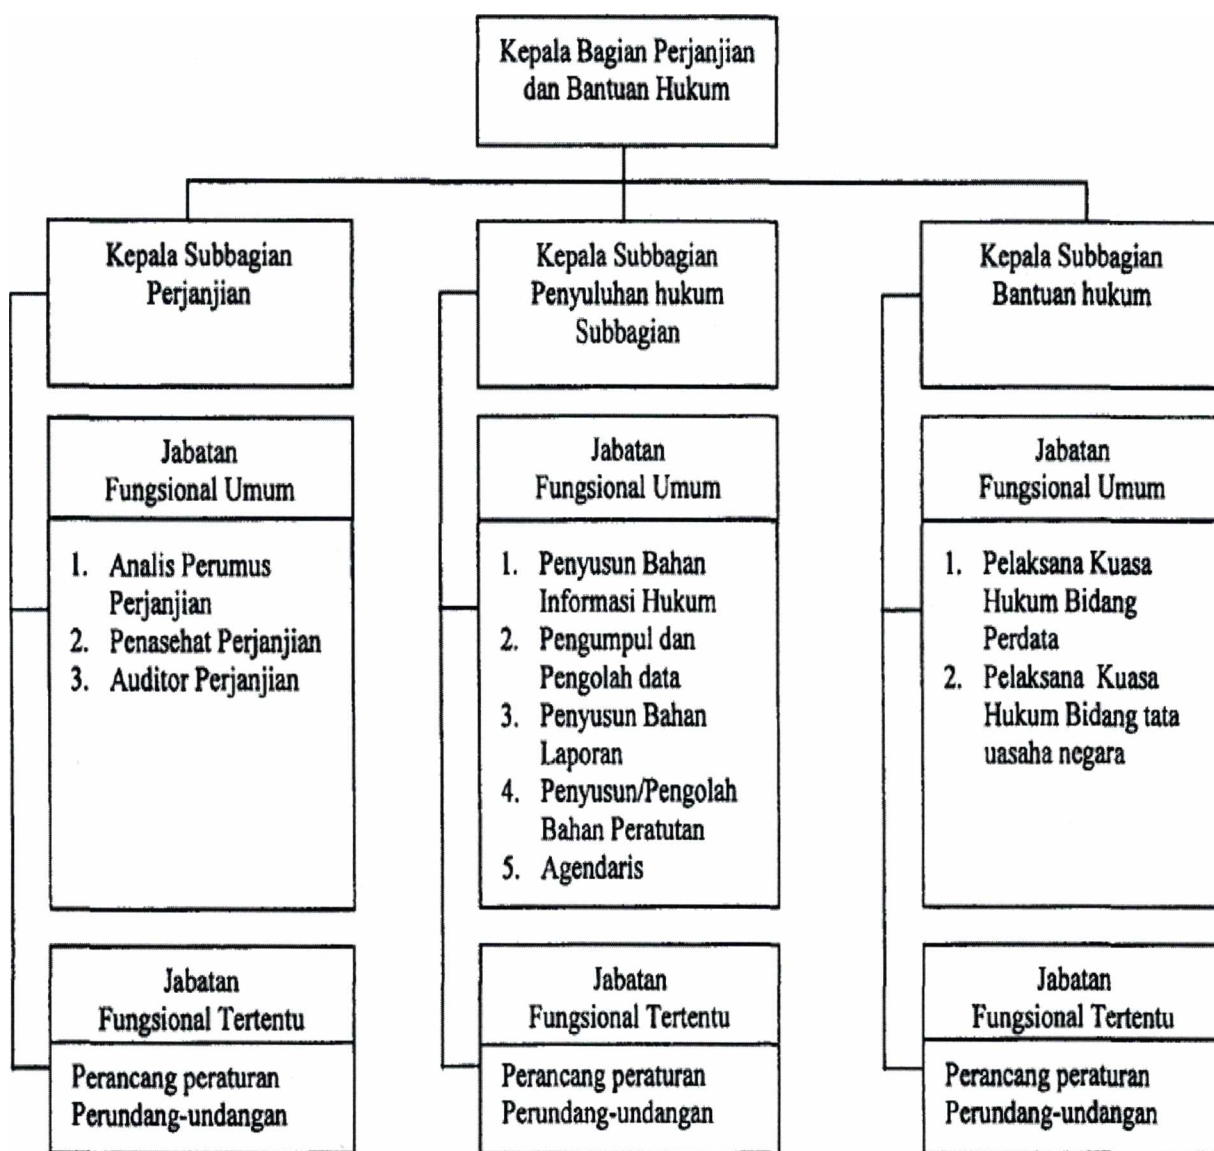 Kepala Bagian Perjanjian
dan Bantuan Hukum
Kepala Subbagian
Perjanjian
Jabatan
Fungsional Umum
1. Analis Perumus
Perjanjian
2. Penasehat Perjanjian
3. Auditor Perjanjian
Jabatan
Fungsional Tertentu
Perancang peraturan
Perundang-undangan
Kepala Subbagian
Penyuluhan hukum
Subbagian
Jabatan
Fungsional Umum
1. Penyusun Bahan
Informasi Hukum
2. Pengumpul dan
Pengolah data
3. Penyusun Bahan
Laporan
4. Penyusun/Pengolah
Bahan Peratutan
5. Agendaris
Jabatan
Fungsional Tertentu
Perancang peraturan
Perundang-undangan
Kepala Subbagian
Bantuan hukum
Jabatan
Fungsional Umum
1. Pelaksana Kuasa
Hukum Bidang
Perdata
2. Pelaksana Kuasa
Hukum Bidang tata
uasaha negara
Jabatan
Fungsional Tertentu
Perancang peraturan
Perundang-undangan